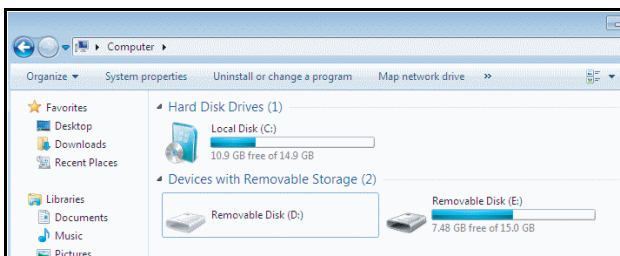 Computer
Organize System properties Uninstall or change a program Map network drive »
Favorites
Desktop
Downloads
Recent Places
Libraries
Documents
Music
Pictures
Hard Disk Drives (1)
Local Disk (C:)
10.9 GB free of 14.9 GB
Devices with Removable Storage (2)
Removable Disk (D:)
Removable Disk (E:)
7.48 GB free of 15.0 GB